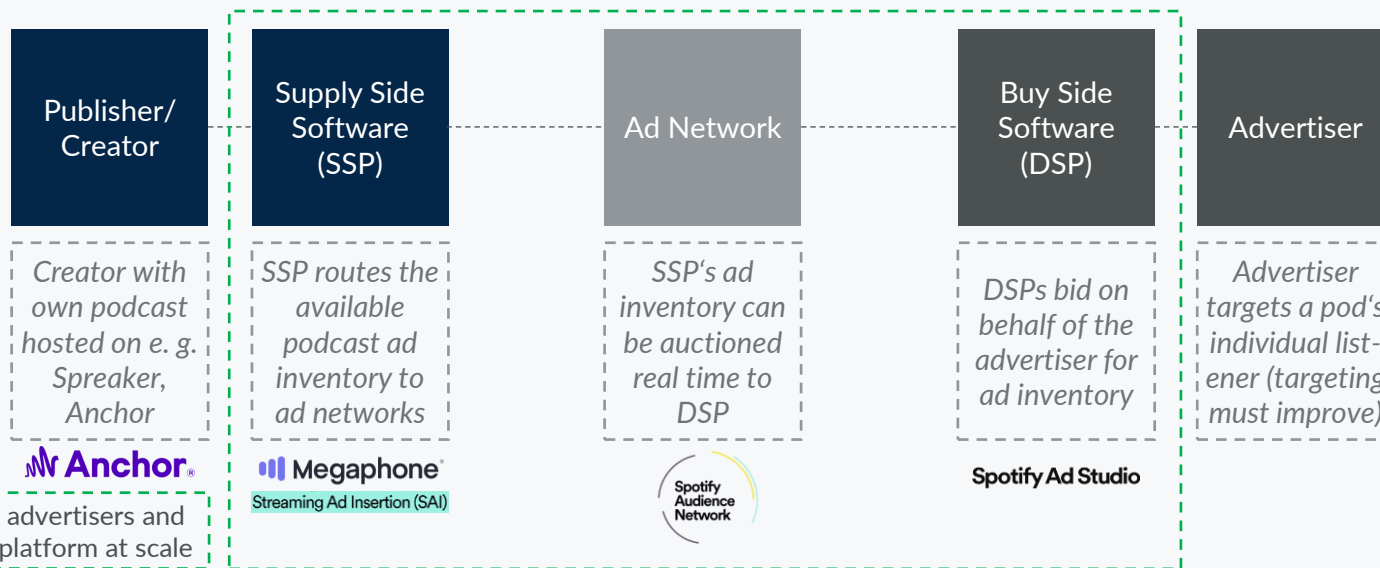 Publisher/
Creator
Supply Side
Software
(SSP)
Ad Network
Buy Side
Software
(DSP)
Advertiser
Creator with
own podcast
hosted on e. g.
Spreaker,
Anchor
SSP routes the
available
podcast ad
inventory to
ad networks
SSP‘s ad
inventory can
be auctioned
real time to
DSP
DSPs bid on
behalf of the
advertiser for
ad inventory
Advertiser
targets a pod‘s
individual list-
ener (targeting
must improve)
Anchor®
Megaphone
Streaming Ad Insertion (SAI)
Spotify
Audience
Network
Spotify Ad Studio
advertisers and
platform at scale